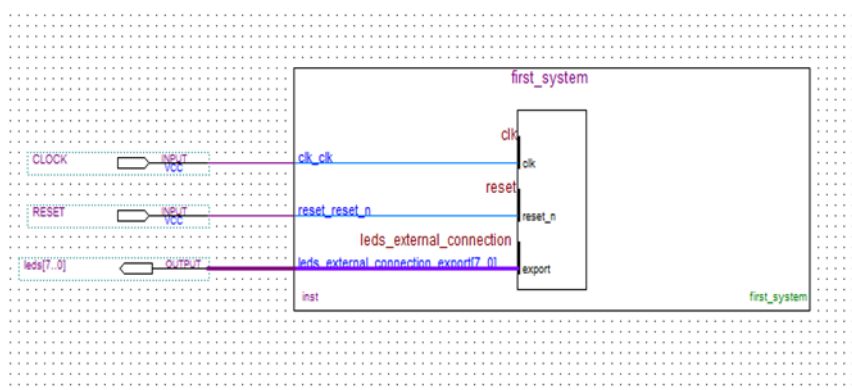 first_system
clk
CLOCK INPUT VCC clk_clk clk
reset
RESET INPUT VCC reset_reset_n reset_n
leds_external_connection
leds[7..0] OUTPUT leds_external_connection_export[7..0] export
inst first_system